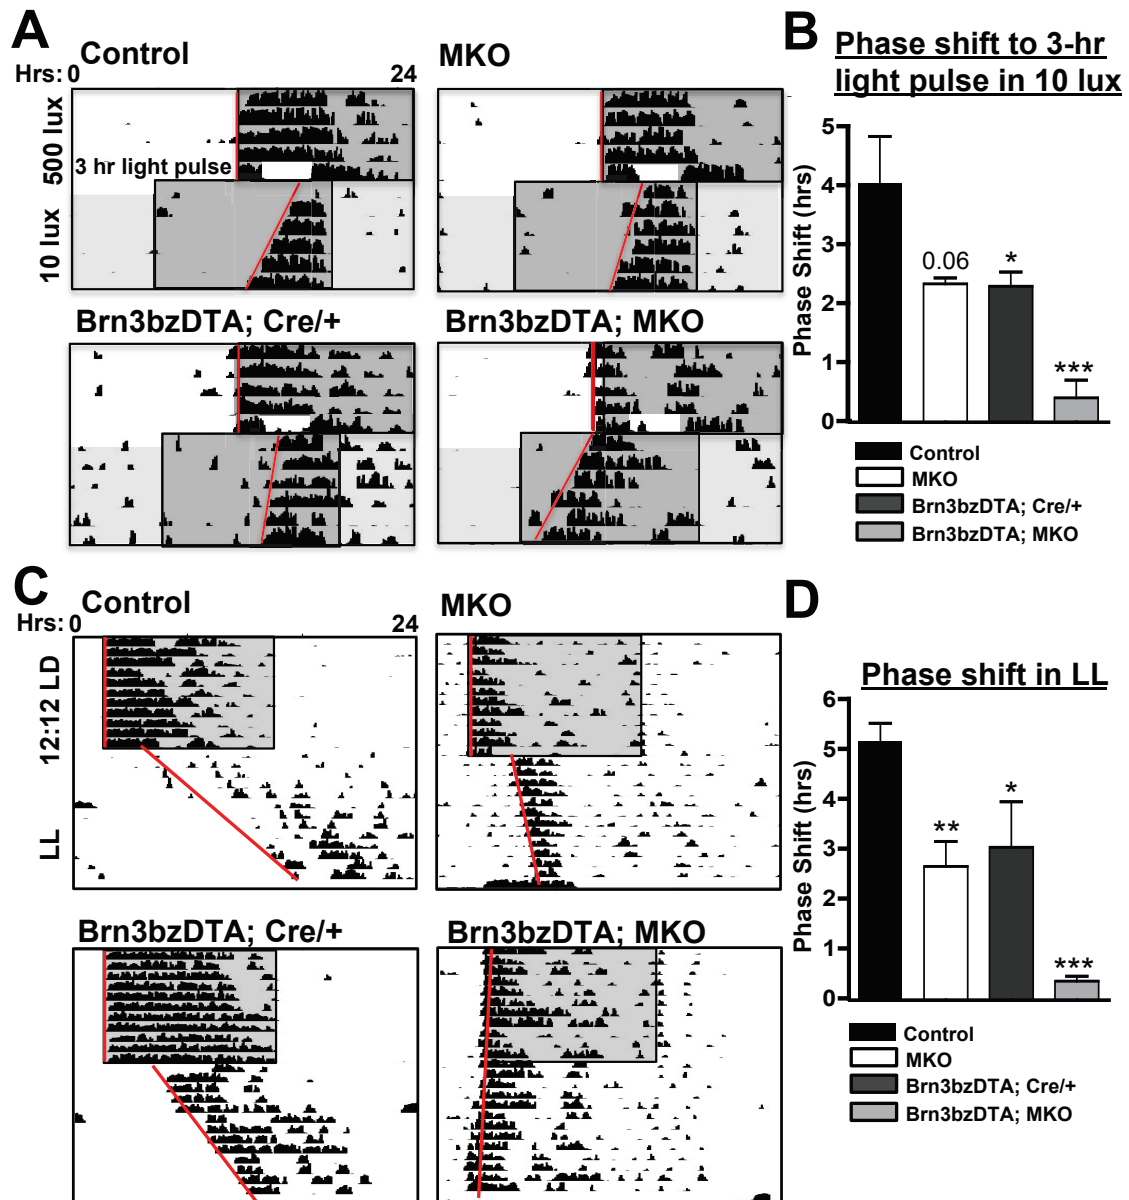 A
Control
MKO
Hrs: 0
24
500 lux
3 hr light pulse
10 lux
Brn3bzDTA; Cre/+
Brn3bzDTA; MKO
B
Phase shift to 3-hr
light pulse in 10 lux
Phase Shift (hrs)
5
4
3
2
1
0
0.06
*
***
Control
MKO
Brn3bzDTA; Cre/+
Brn3bzDTA; MKO
C
Control
MKO
Hrs: 0
24
12:12 LD
LL
Brn3bzDTA; Cre/+
Brn3bzDTA; MKO
D
Phase shift in LL
Phase Shift (hrs)
6
5
4
3
2
1
0
**
*
***
Control
MKO
Brn3bzDTA; Cre/+
Brn3bzDTA; MKO